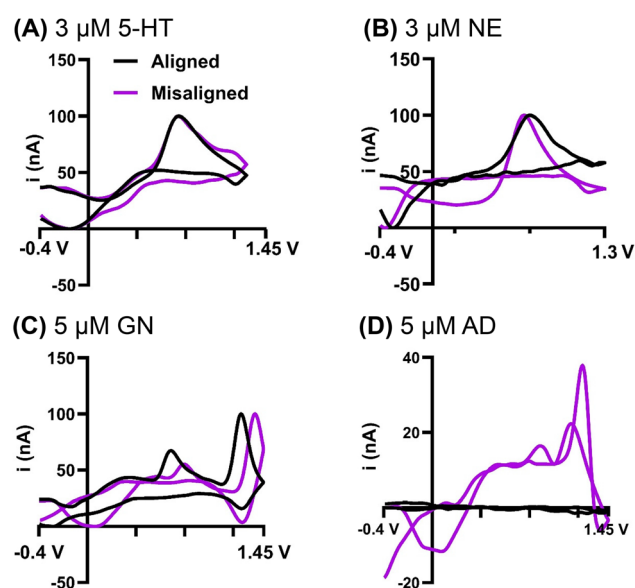 (A) 3 µM 5-HT
150
100
50
-50
i (nA)
-0.4 V
1.45 V
Aligned
Misaligned
(B) 3 µM NE
150
100
50
-50
i (nA)
-0.4 V
1.3 V
(C) 5 µM GN
150
100
50
-50
i (nA)
-0.4 V
1.45 V
(D) 5 µM AD
40
20
-20
i (nA)
-0.4 V
1.45 V